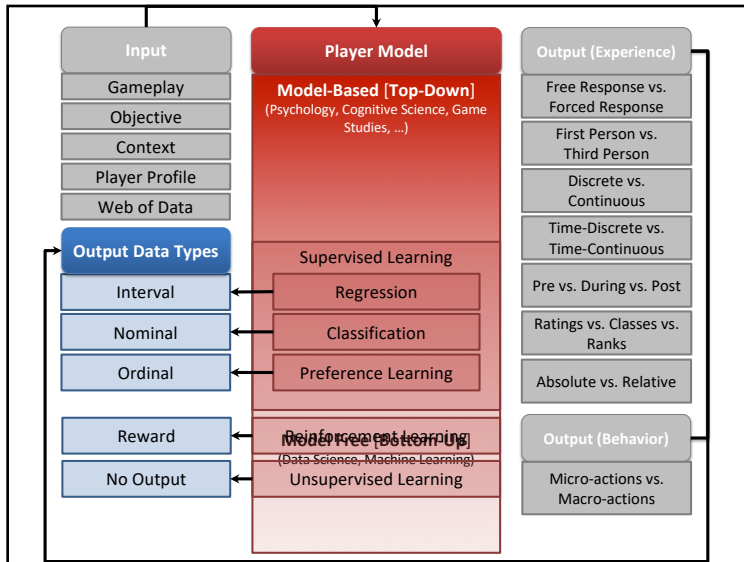 Input
Gameplay
Objective
Context
Player Profile
Web of Data
Output Data Types
Interval
Nominal
Ordinal
Reward
No Output
Player Model
Model-Based [Top-Down]
(Psychology, Cognitive Science, Game
Studies, …)
Supervised Learning
Regression
Classification
Preference Learning
Reinforcement Learning
Model Free [Bottom-Up]
(Data Science, Machine Learning)
Unsupervised Learning
Output (Experience)
Free Response vs.
Forced Response
First Person vs.
Third Person
Discrete vs.
Continuous
Time-Discrete vs.
Time-Continuous
Pre vs. During vs. Post
Ratings vs. Classes vs.
Ranks
Absolute vs. Relative
Output (Behavior)
Micro-actions vs.
Macro-actions